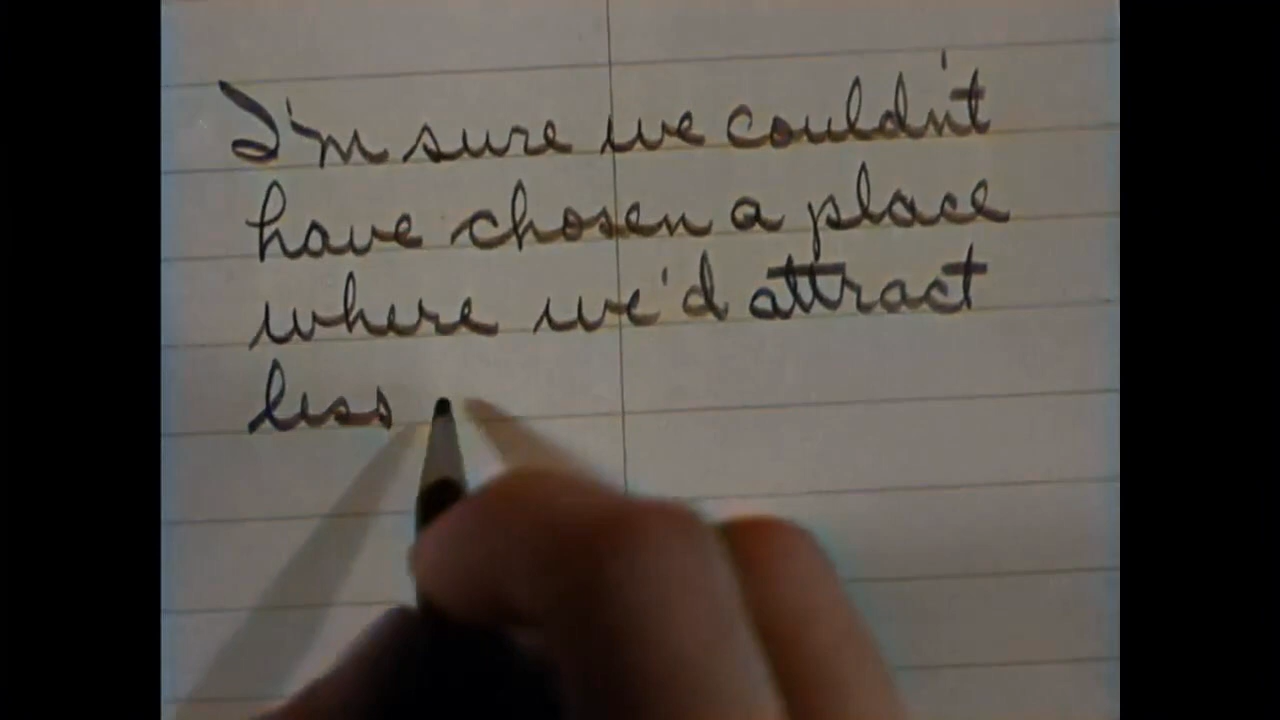 I'm sure we couldn't
have chosen a place
where we'd attract
less